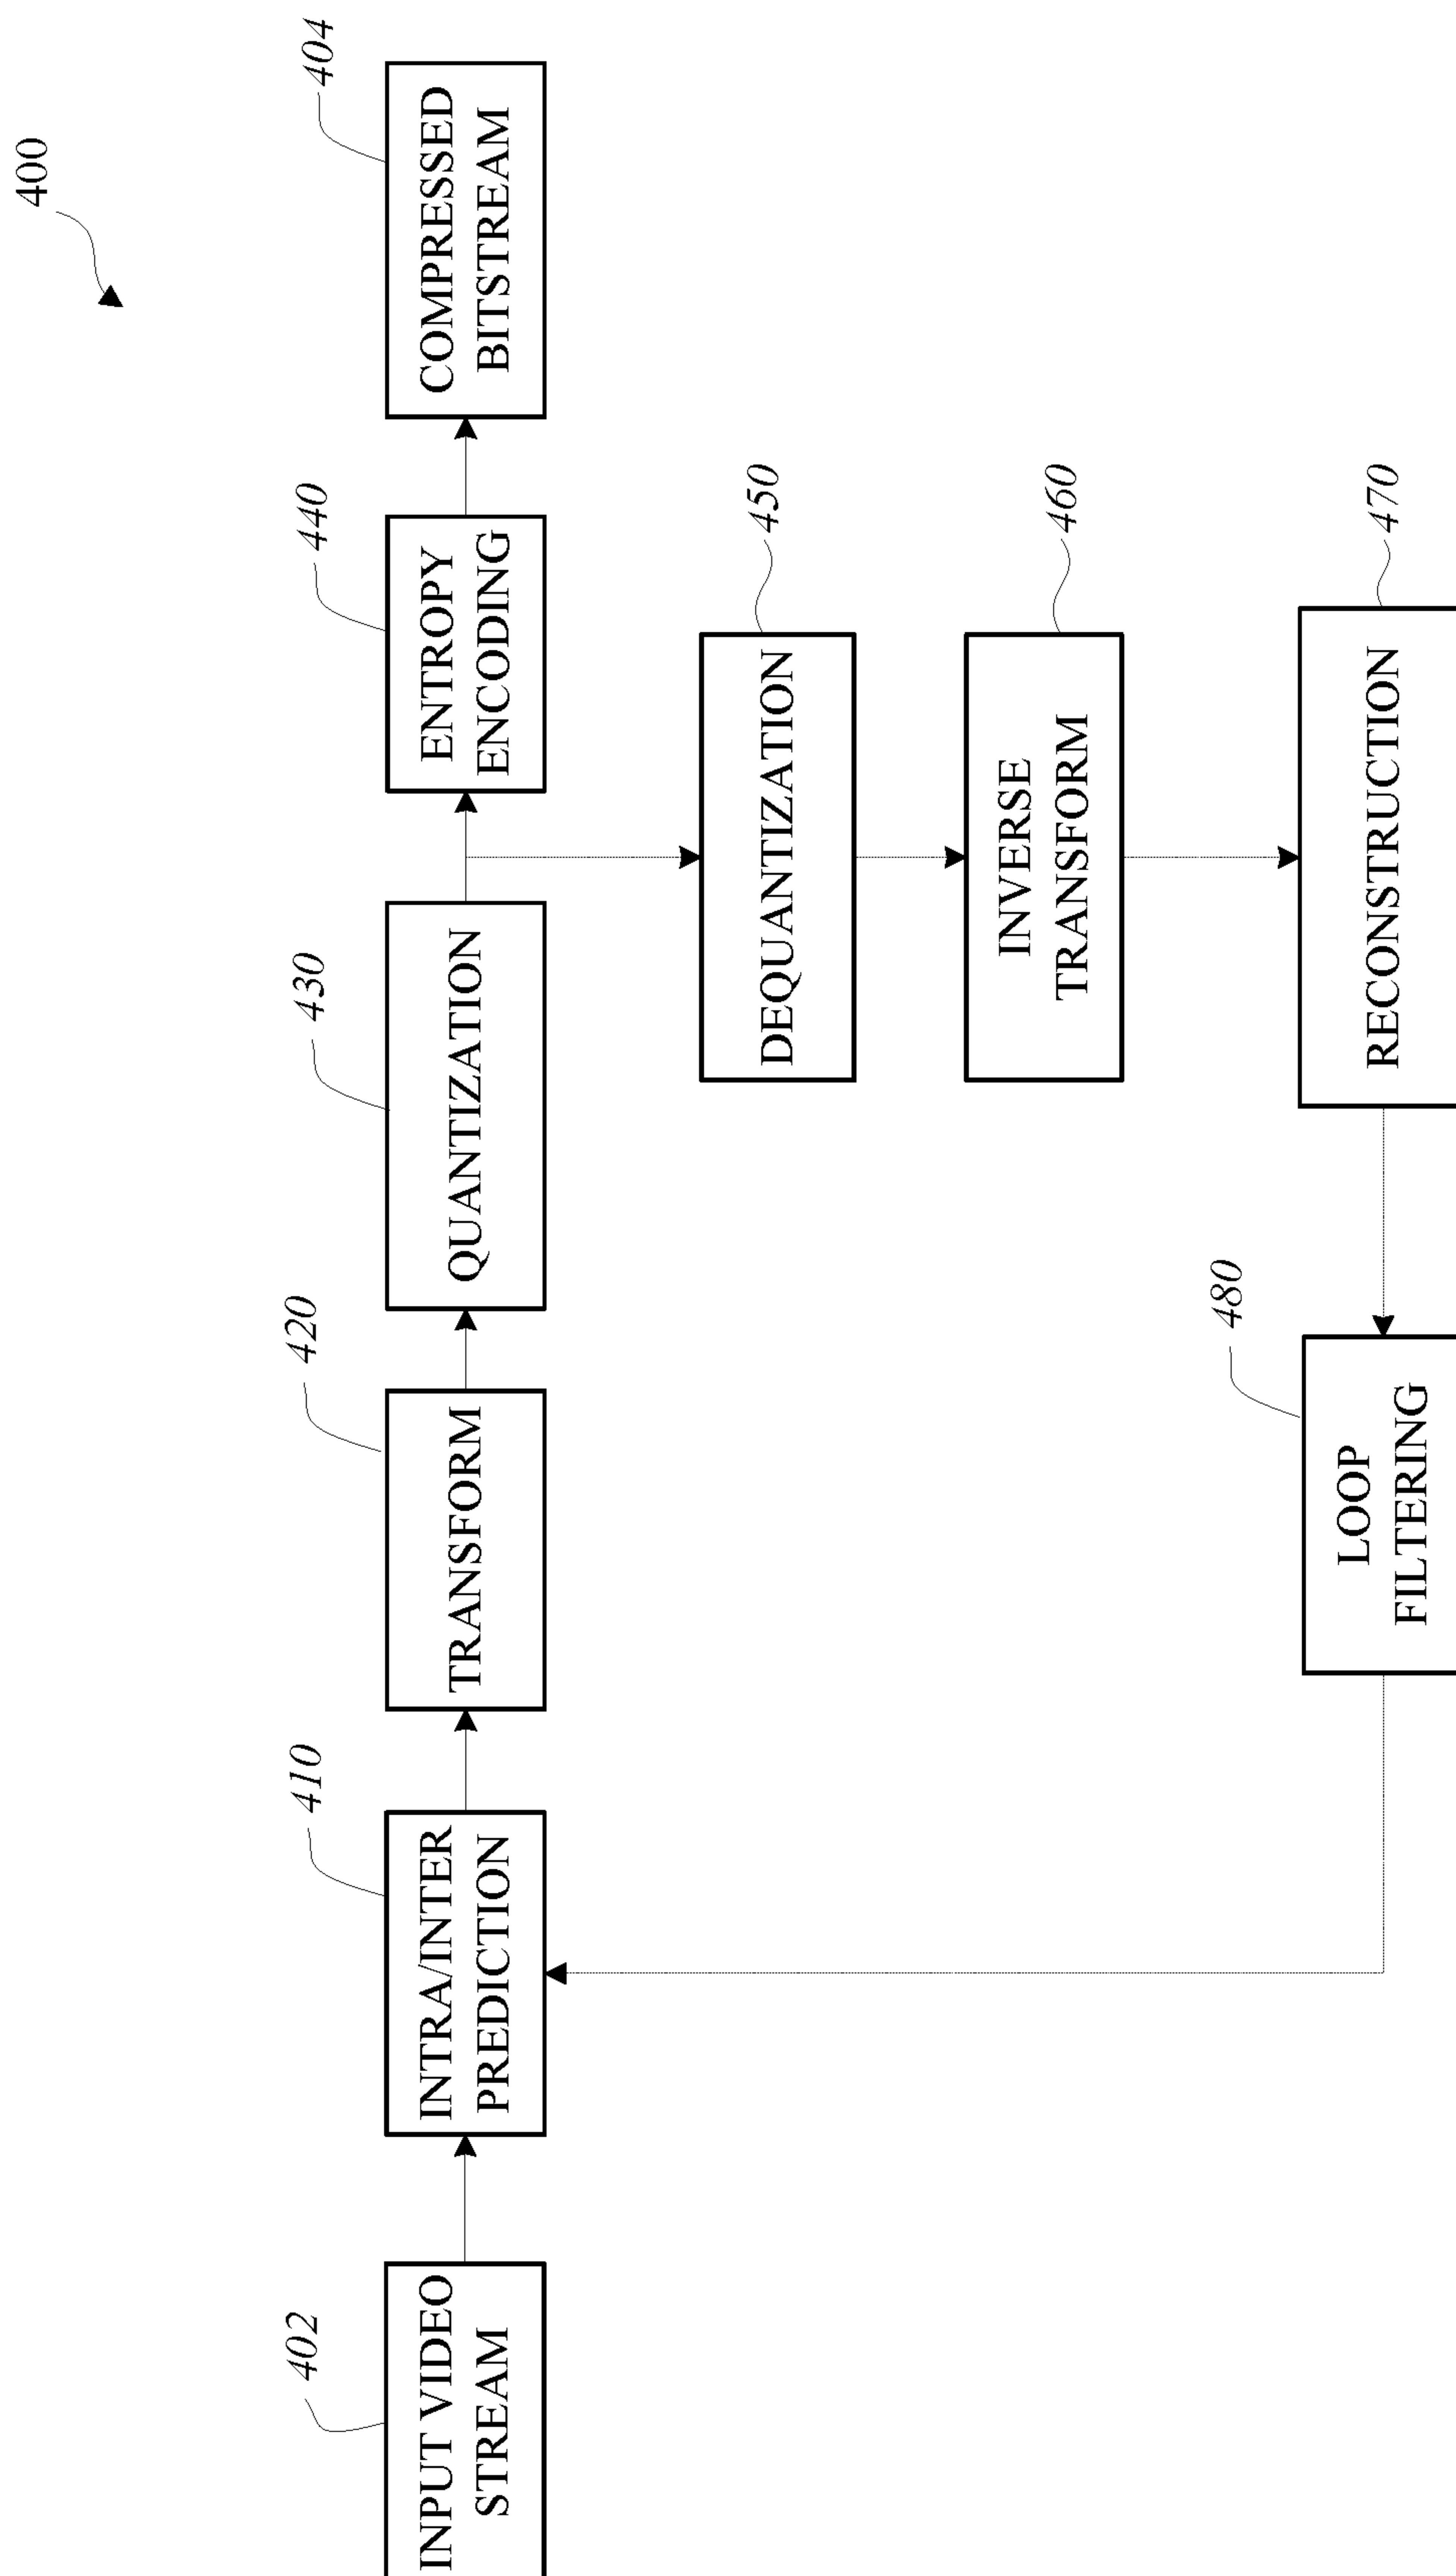 400
402
INPUT VIDEO
STREAM
410
INTRA/INTER
PREDICTION
420
TRANSFORM
430
QUANTIZATION
440
ENTROPY
ENCODING
404
COMPRESSED
BITSTREAM
450
DEQUANTIZATION
460
INVERSE
TRANSFORM
480
LOOP
FILTERING
470
RECONSTRUCTION